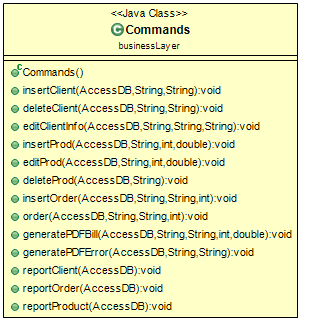 <<Java Class>>
C Commands
businessLayer
C Commands()
insertClient(AccessDB,String,String):void
deleteClient(AccessDB,String,String):void
editClientInfo(AccessDB,String,String,String):void
insertProd(AccessDB,String,int,double):void
editProd(AccessDB,String,int,double):void
deleteProd(AccessDB,String):void
insertOrder(AccessDB,String,String,int):void
order(AccessDB,String,String,int):void
generatePDFBill(AccessDB,String,String,int,double):void
generatePDFError(AccessDB,String,String):void
reportClient(AccessDB):void
reportOrder(AccessDB):void
reportProduct(AccessDB):void